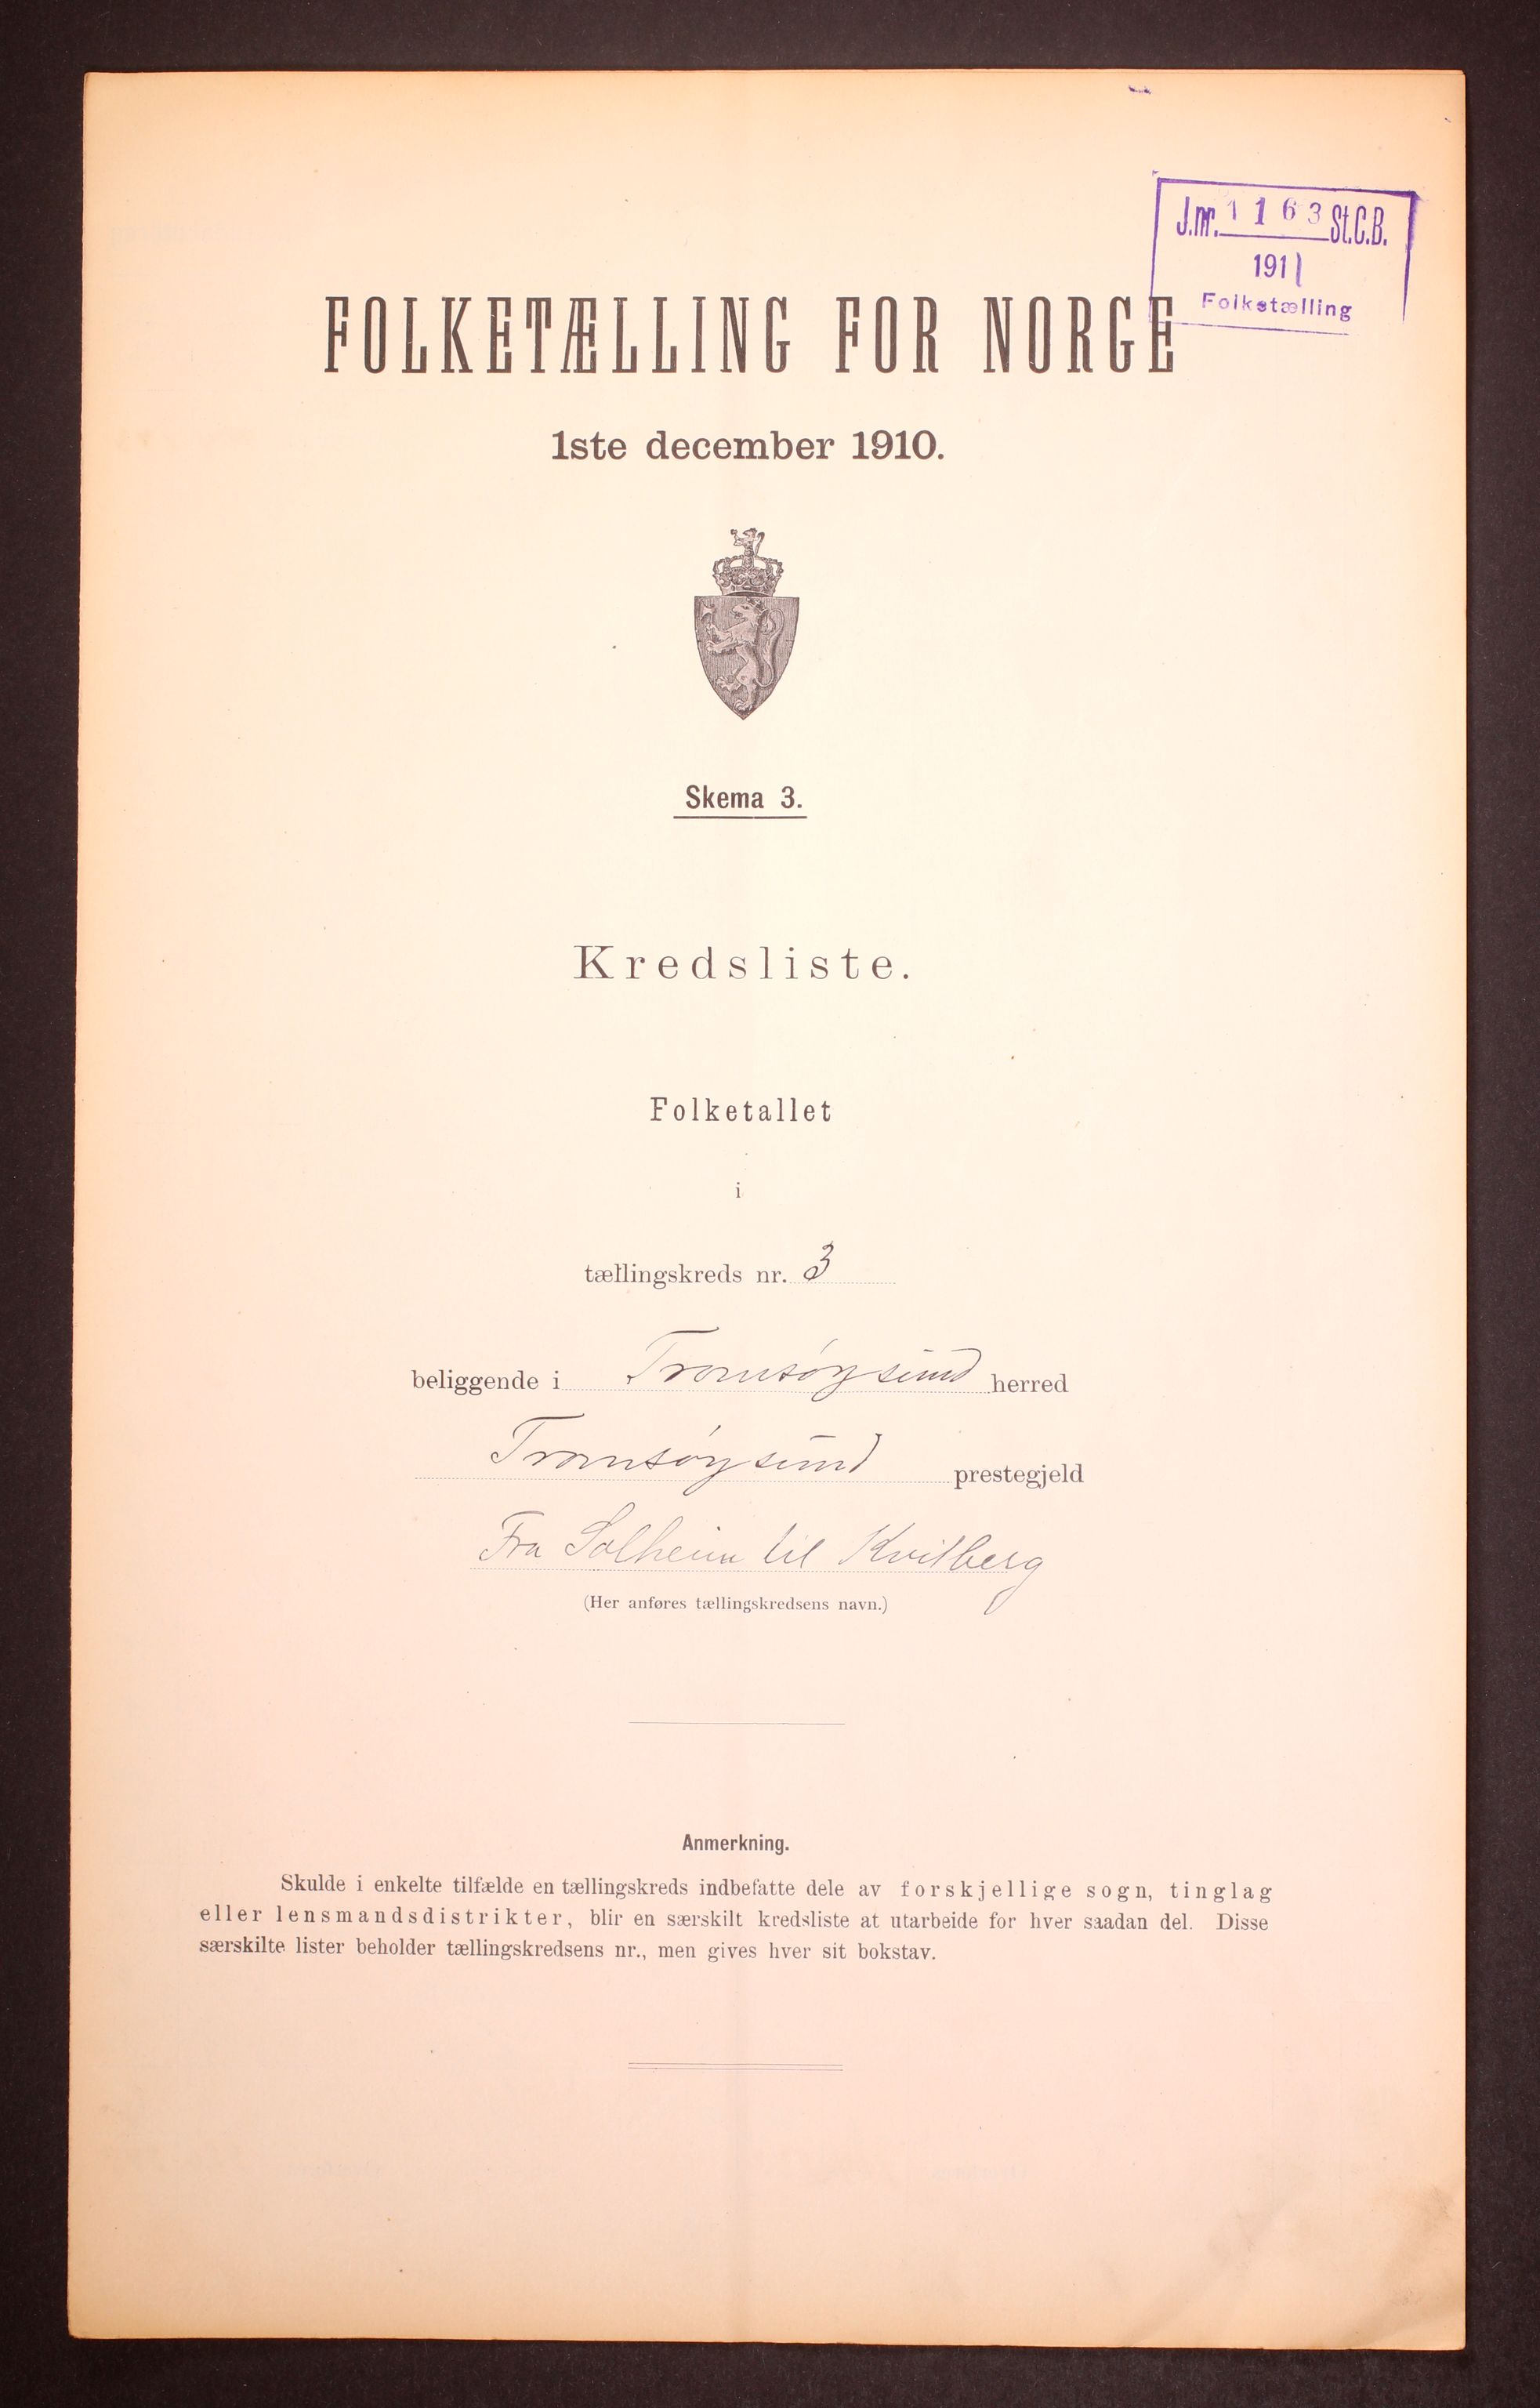 J.nr. 1163 St.C.B.
1911
Folketælling
FOLKETÆLLING FOR NORGE
1ste december 1910.
Skema 3.
Kredsliste.
Folketallet
i
tællingskreds nr. 3
beliggende i Tromsøysund herred
Tromsøysund prestegjeld
Fra Solheim til Kvitberg
(Her anføres tællingskredsens navn.)
Anmerkning.
Skulde i enkelte tilfælde en tællingskreds indbefatte dele av forskjellige sogn, tinglag
eller lensmandsdistrikter, blir en særskilt kredsliste at utarbeide for hver saadan del. Disse
særskilte lister beholder tællingskredsens nr., men gives hver sit bokstav.